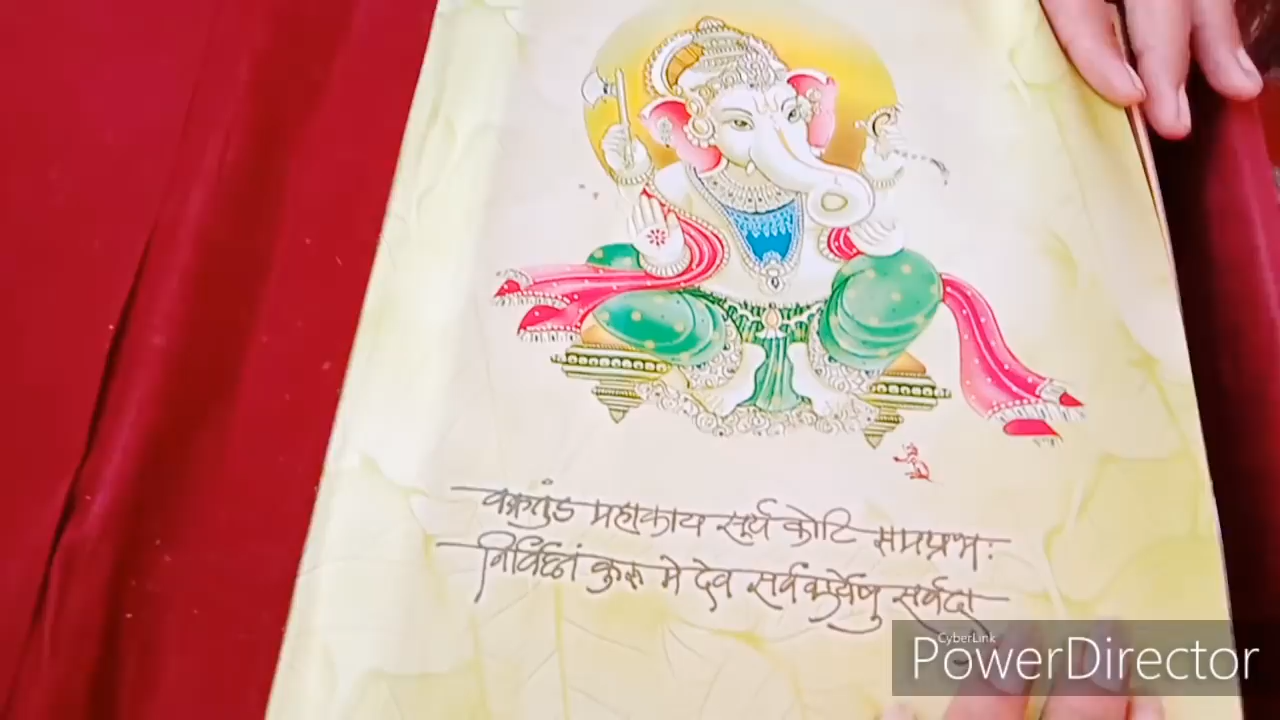 वक्रतुंड महाकाय सूर्य कोटि समप्रभः
निर्विघ्नं कुरु मे देव सर्वकार्येषु सर्वदा
CyberLink
PowerDirector